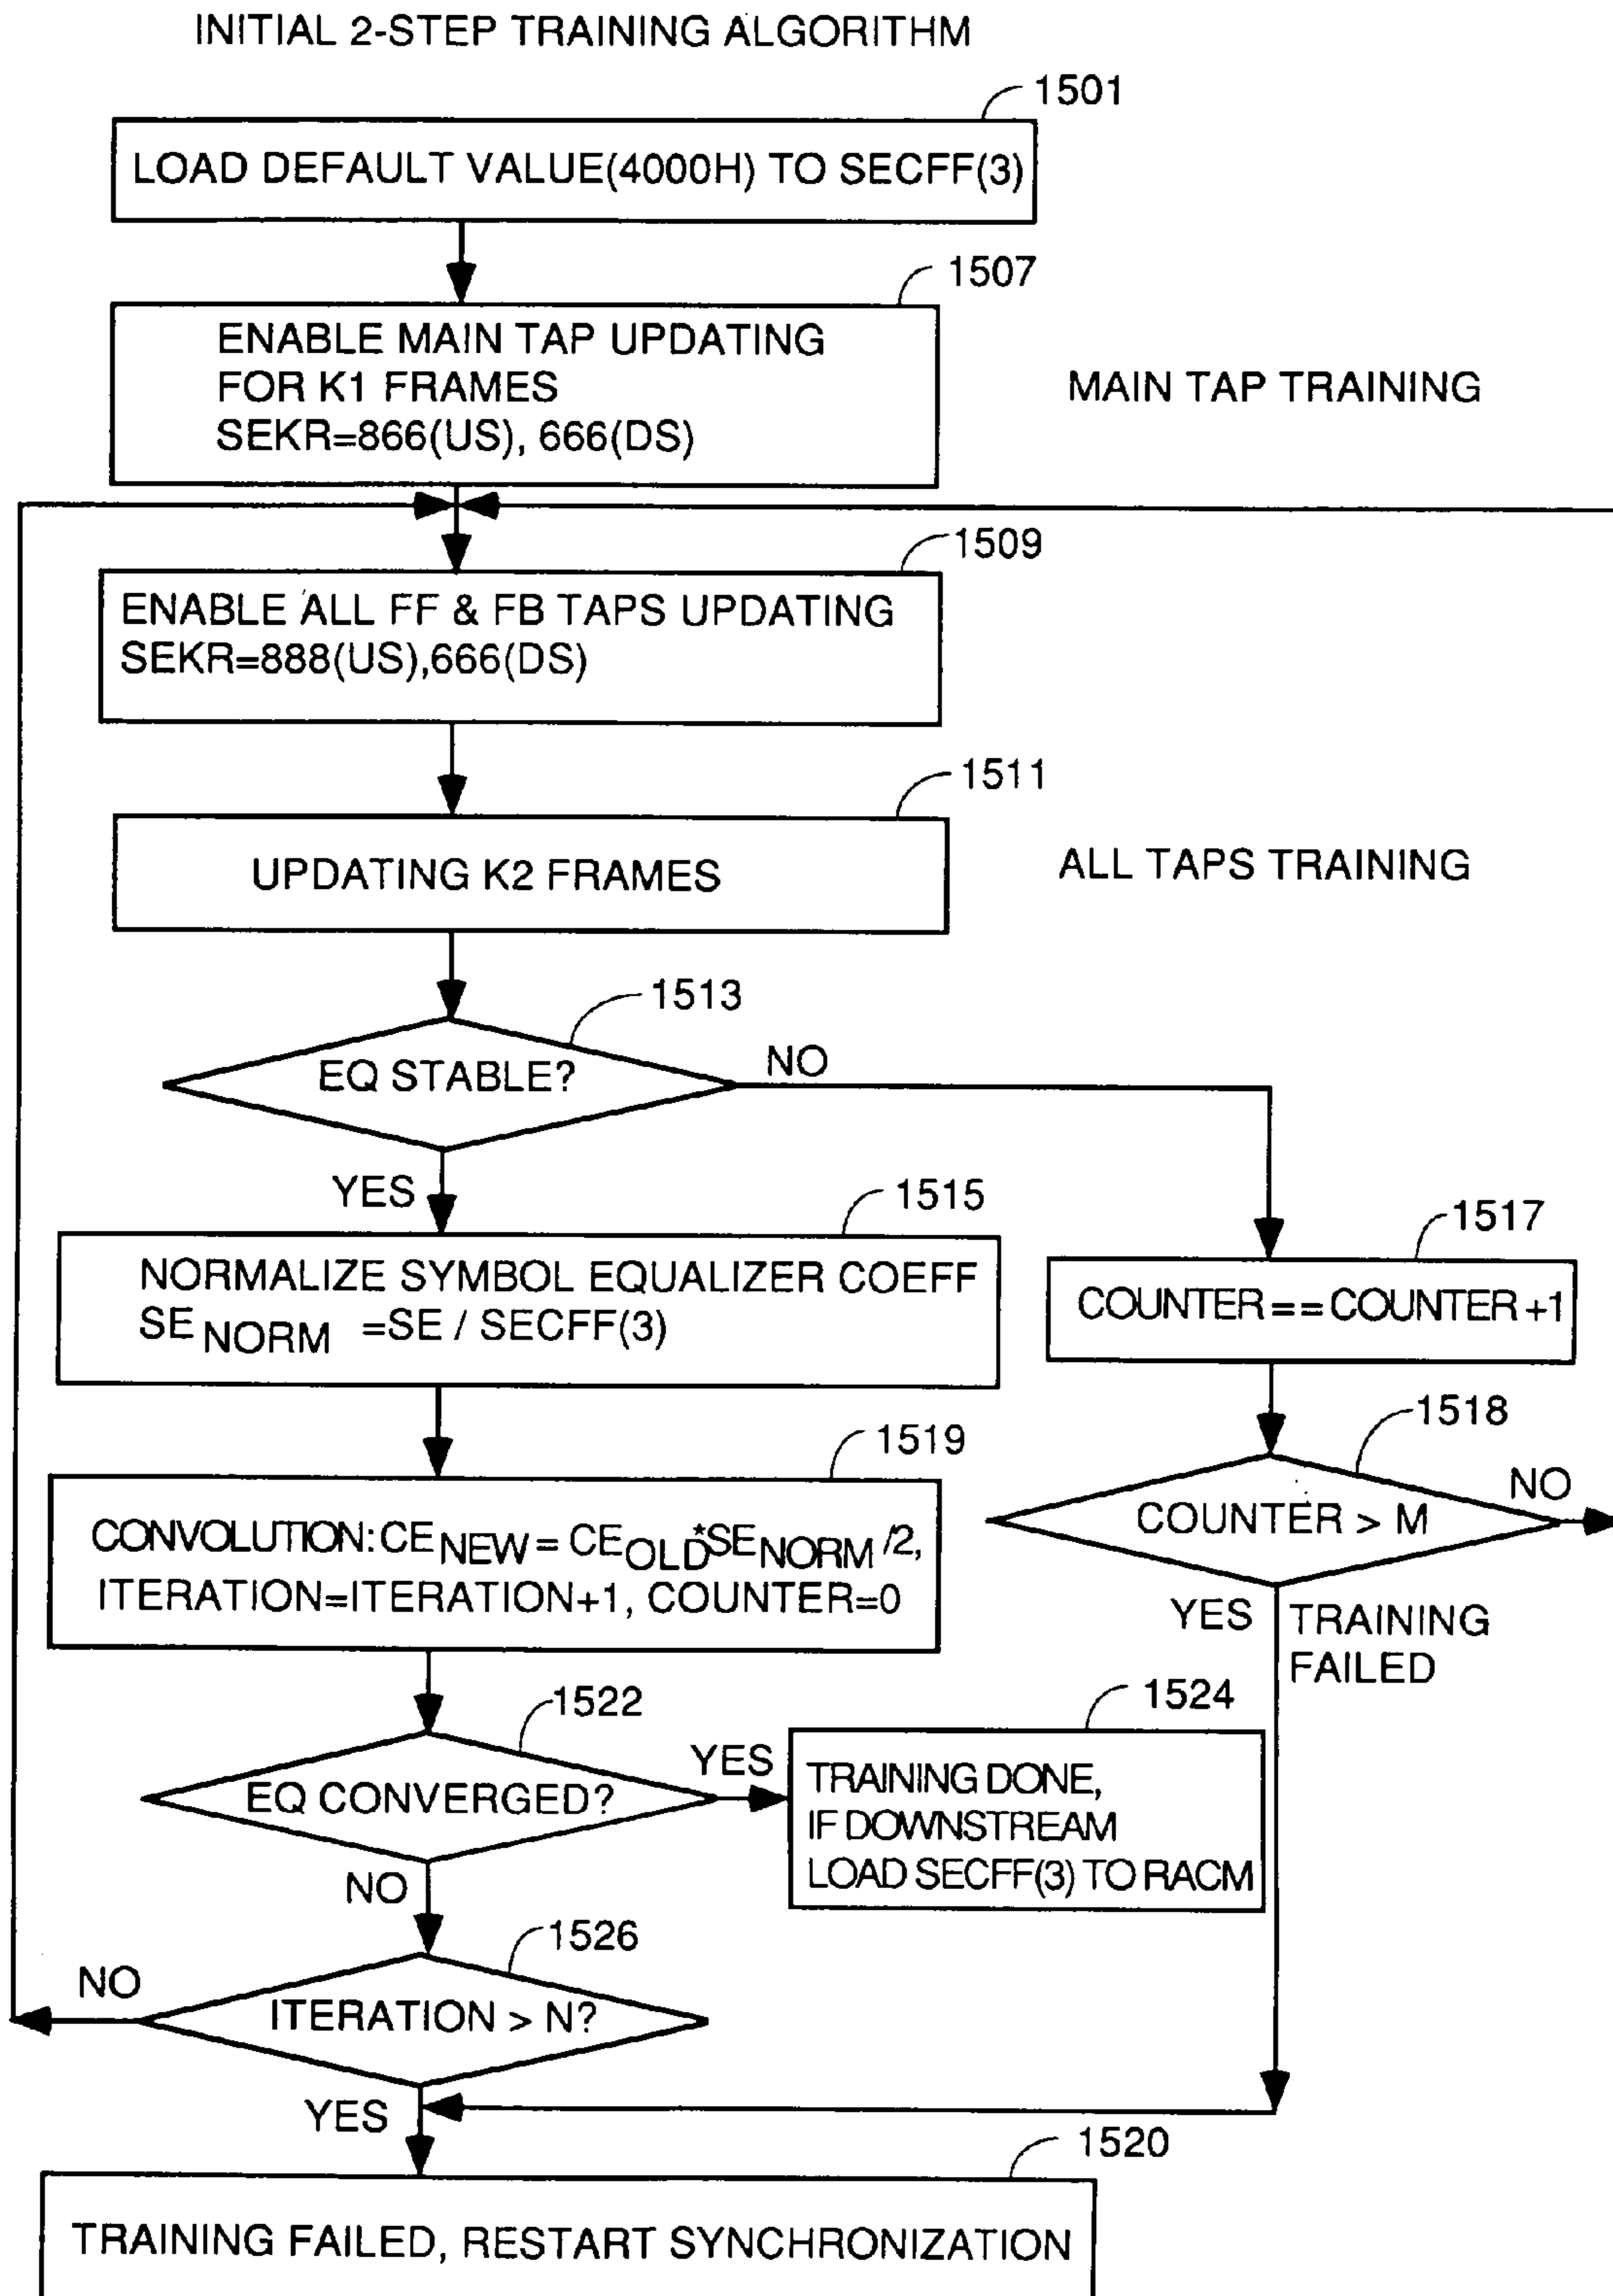 INITIAL 2-STEP TRAINING ALGORITHM
1501
LOAD DEFAULT VALUE(4000H) TO SECFF(3)
1507
ENABLE MAIN TAP UPDATING
FOR K1 FRAMES
SEKR=866(US), 666(DS)
MAIN TAP TRAINING
1509
ENABLE ALL FF & FB TAPS UPDATING
SEKR=888(US),666(DS)
1511
UPDATING K2 FRAMES
ALL TAPS TRAINING
1513
EQ STABLE?
NO
YES
1515
NORMALIZE SYMBOL EQUALIZER COEFF
SE NORM =SE / SECFF(3)
1517
COUNTER==COUNTER+1
1518
COUNTER > M
NO
YES
TRAINING
FAILED
1519
CONVOLUTION:CE NEW= CE OLD*SE NORM/2,
ITERATION=ITERATION+1, COUNTER=0
1522
EQ CONVERGED?
YES
NO
1524
TRAINING DONE,
IF DOWNSTREAM
LOAD SECFF(3) TO RACM
1526
ITERATION > N?
NO
YES
1520
TRAINING FAILED, RESTART SYNCHRONIZATION